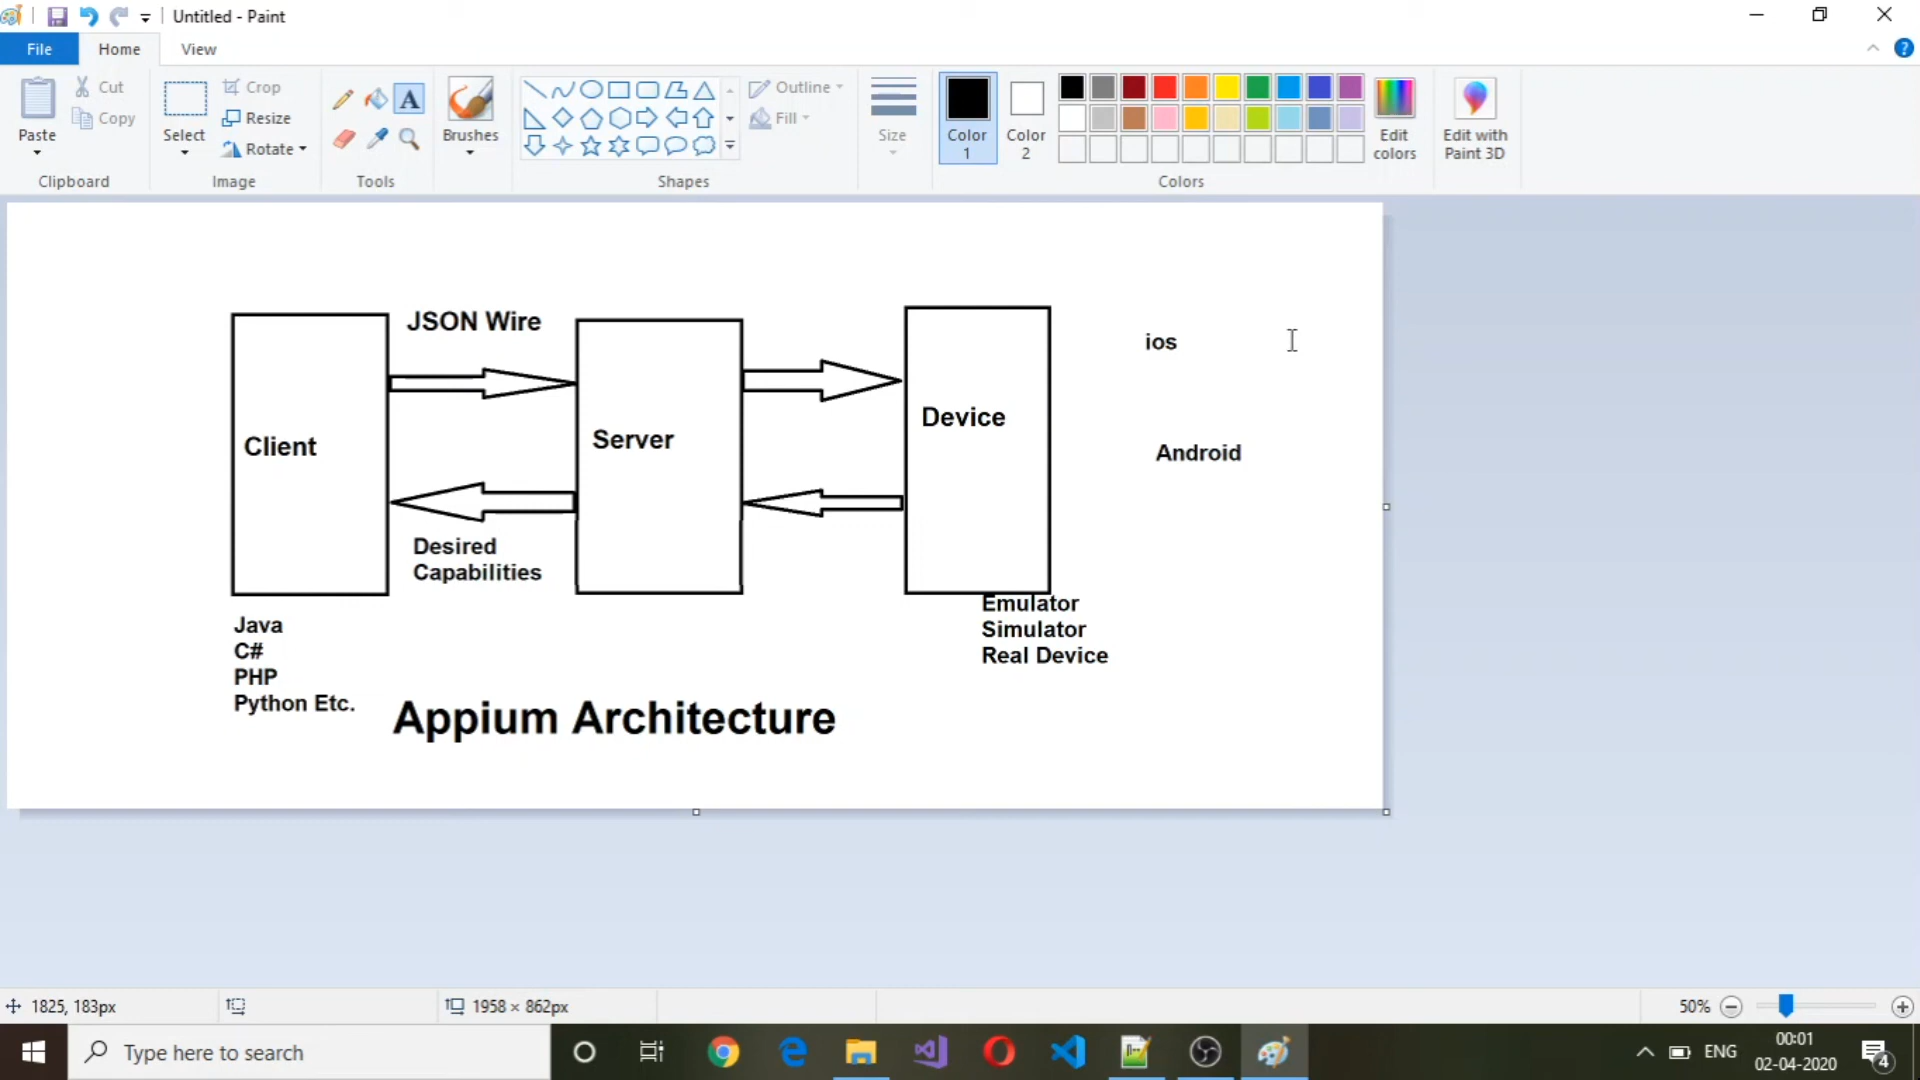 Untitled - Paint
File
Home
View
Paste
Cut
Copy
Clipboard
Select
Crop
Resize
Rotate
Image
A
Tools
Brushes
Shapes
Outline
Fill
Size
Color
1
Color
2
Colors
Edit
colors
Edit with
Paint 3D
JSON Wire
ios
Device
Android
Client
Server
Desired
Capabilities
Java
C#
PHP
Python Etc.
Emulator
Simulator
Real Device
Appium Architecture
1825, 183px
1958 × 862px
50%
Type here to search
ENG
00:01
02-04-2020
4